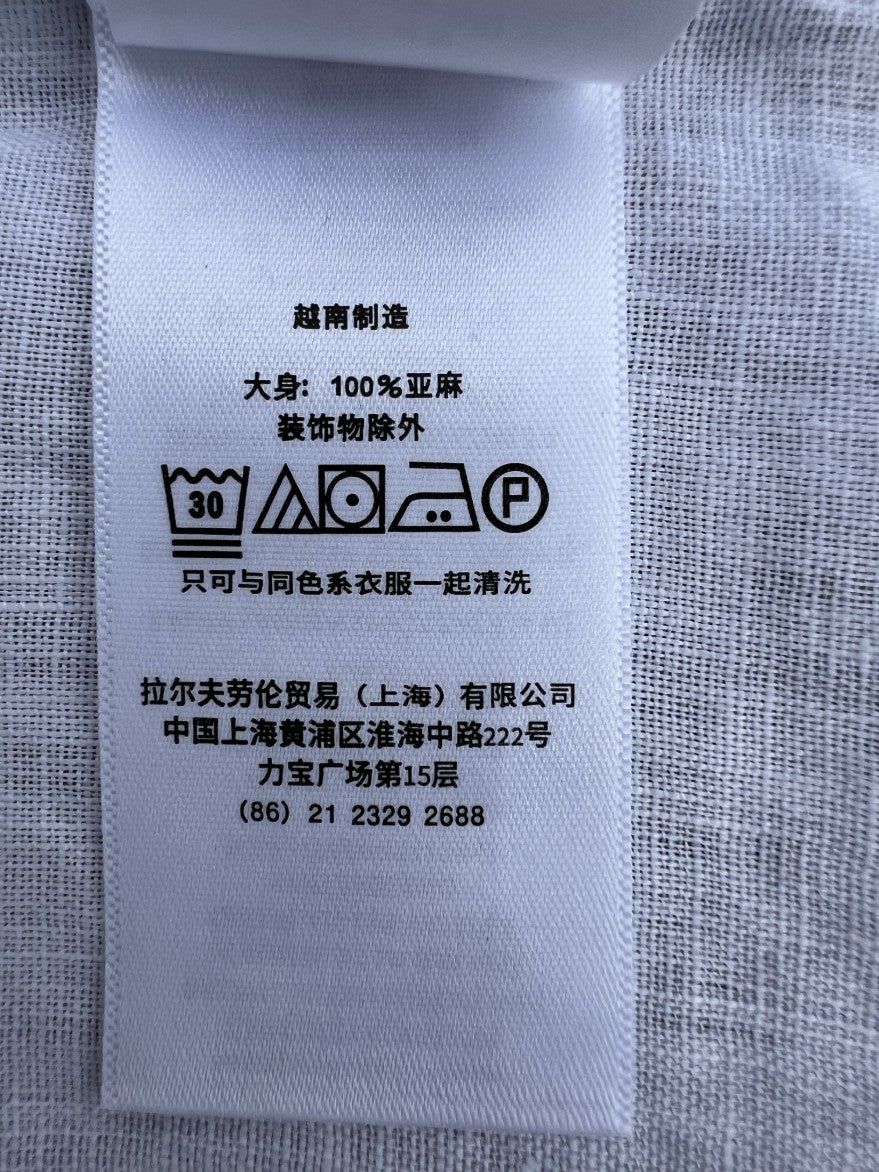 越南制造
大身: 100%亚麻
装饰物除外
30 P
只可与同色系衣服一起清洗
拉尔夫劳伦贸易（上海）有限公司
中国上海黄浦区淮海中路222号
力宝广场第15层
(86) 21 2329 2688